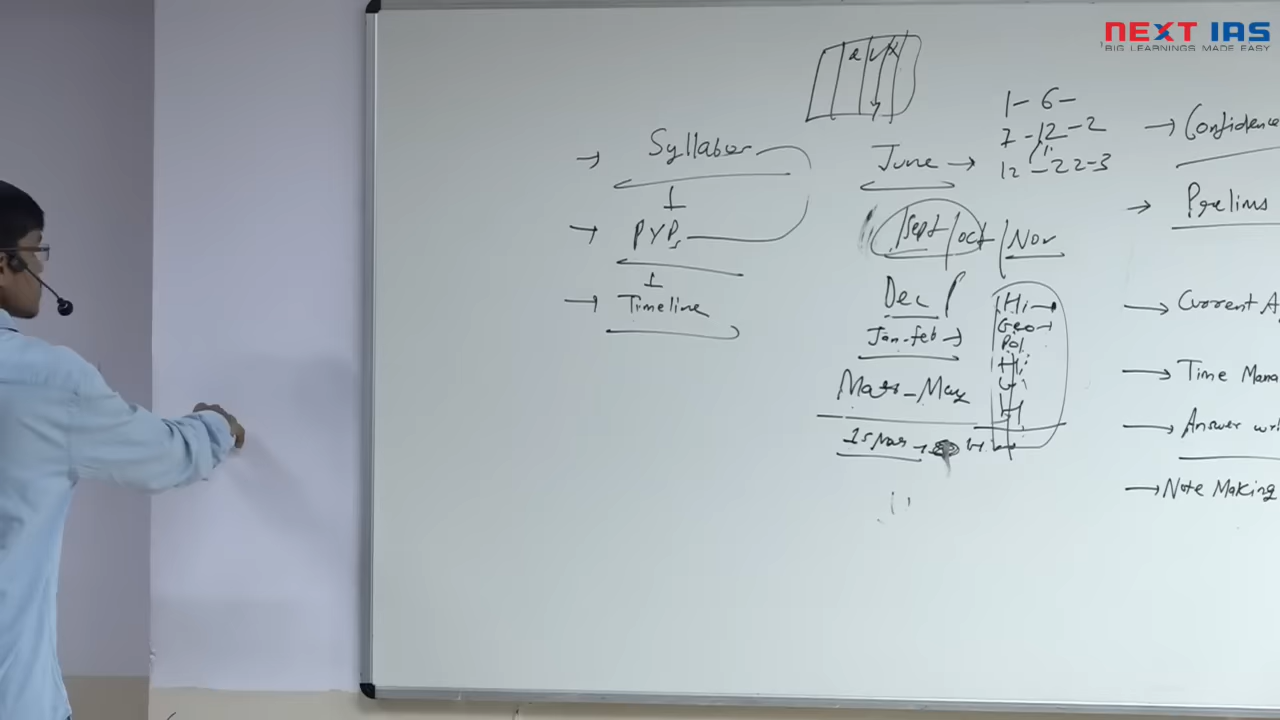 NEXT IAS
BIG LEARNINGS MADE EASY
→ Syllabus
→ PYPs
→ Timeline
June →
1 - 6 -
7 - 12 - 2
12 - 22 - 3
Sept / oct / Nov
Dec
Jan-feb →
Mar - May
15 Mar →
Hi →
Geo →
Pol
Hi
→ Confidence
→ Prelims
→ Current A
→ Time Mana
→ Answer wri
→ Note Making